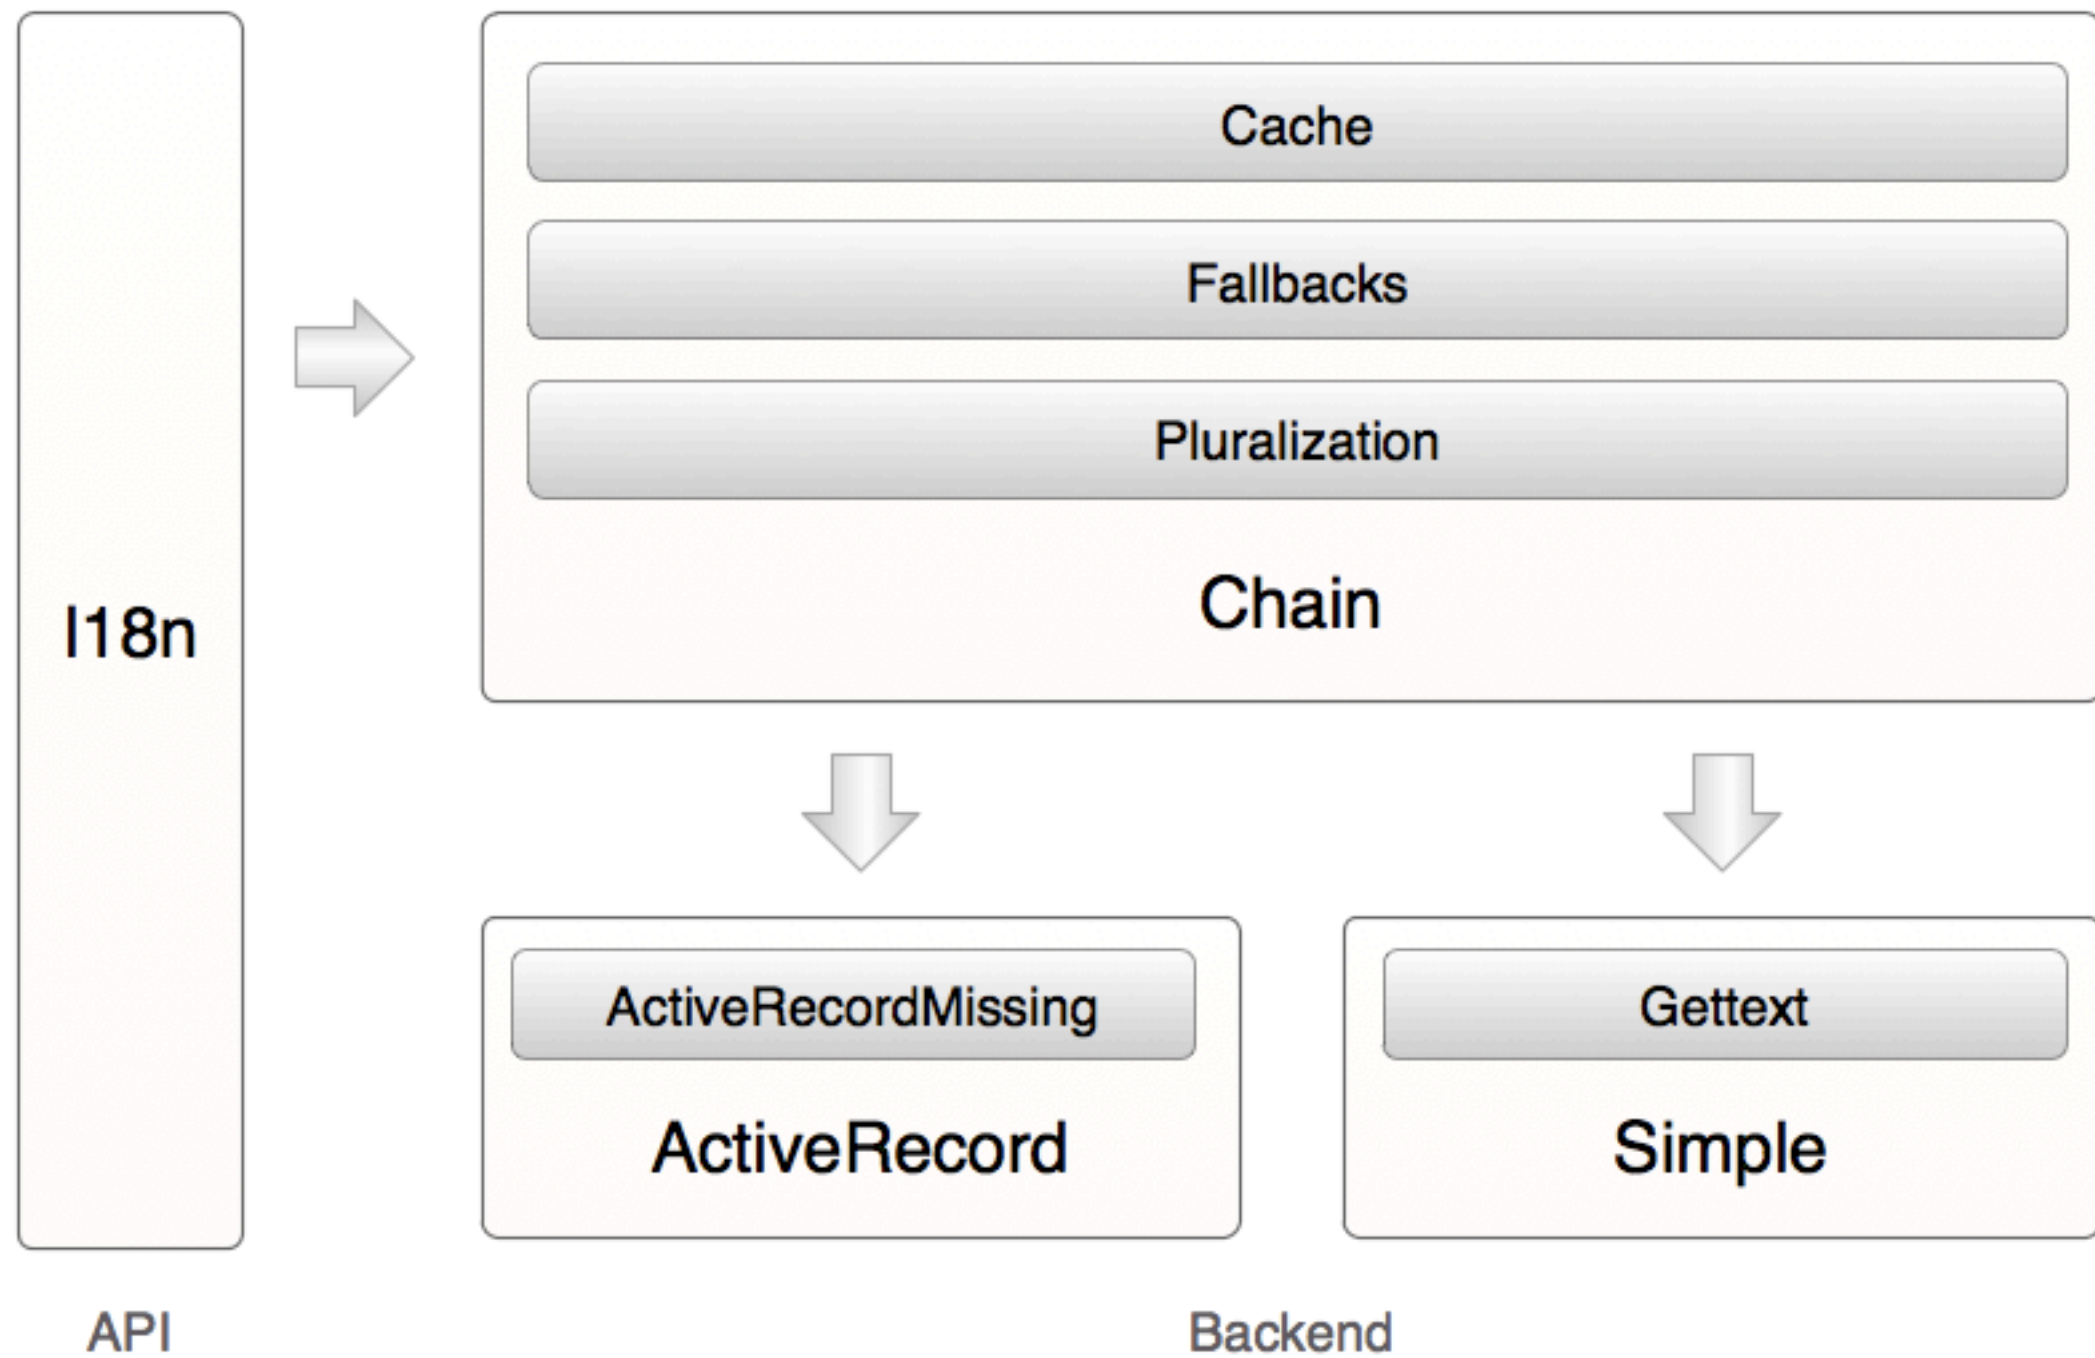 I18n
Cache
Fallbacks
Pluralization
Chain
ActiveRecordMissing
ActiveRecord
Gettext
Simple
API
Backend